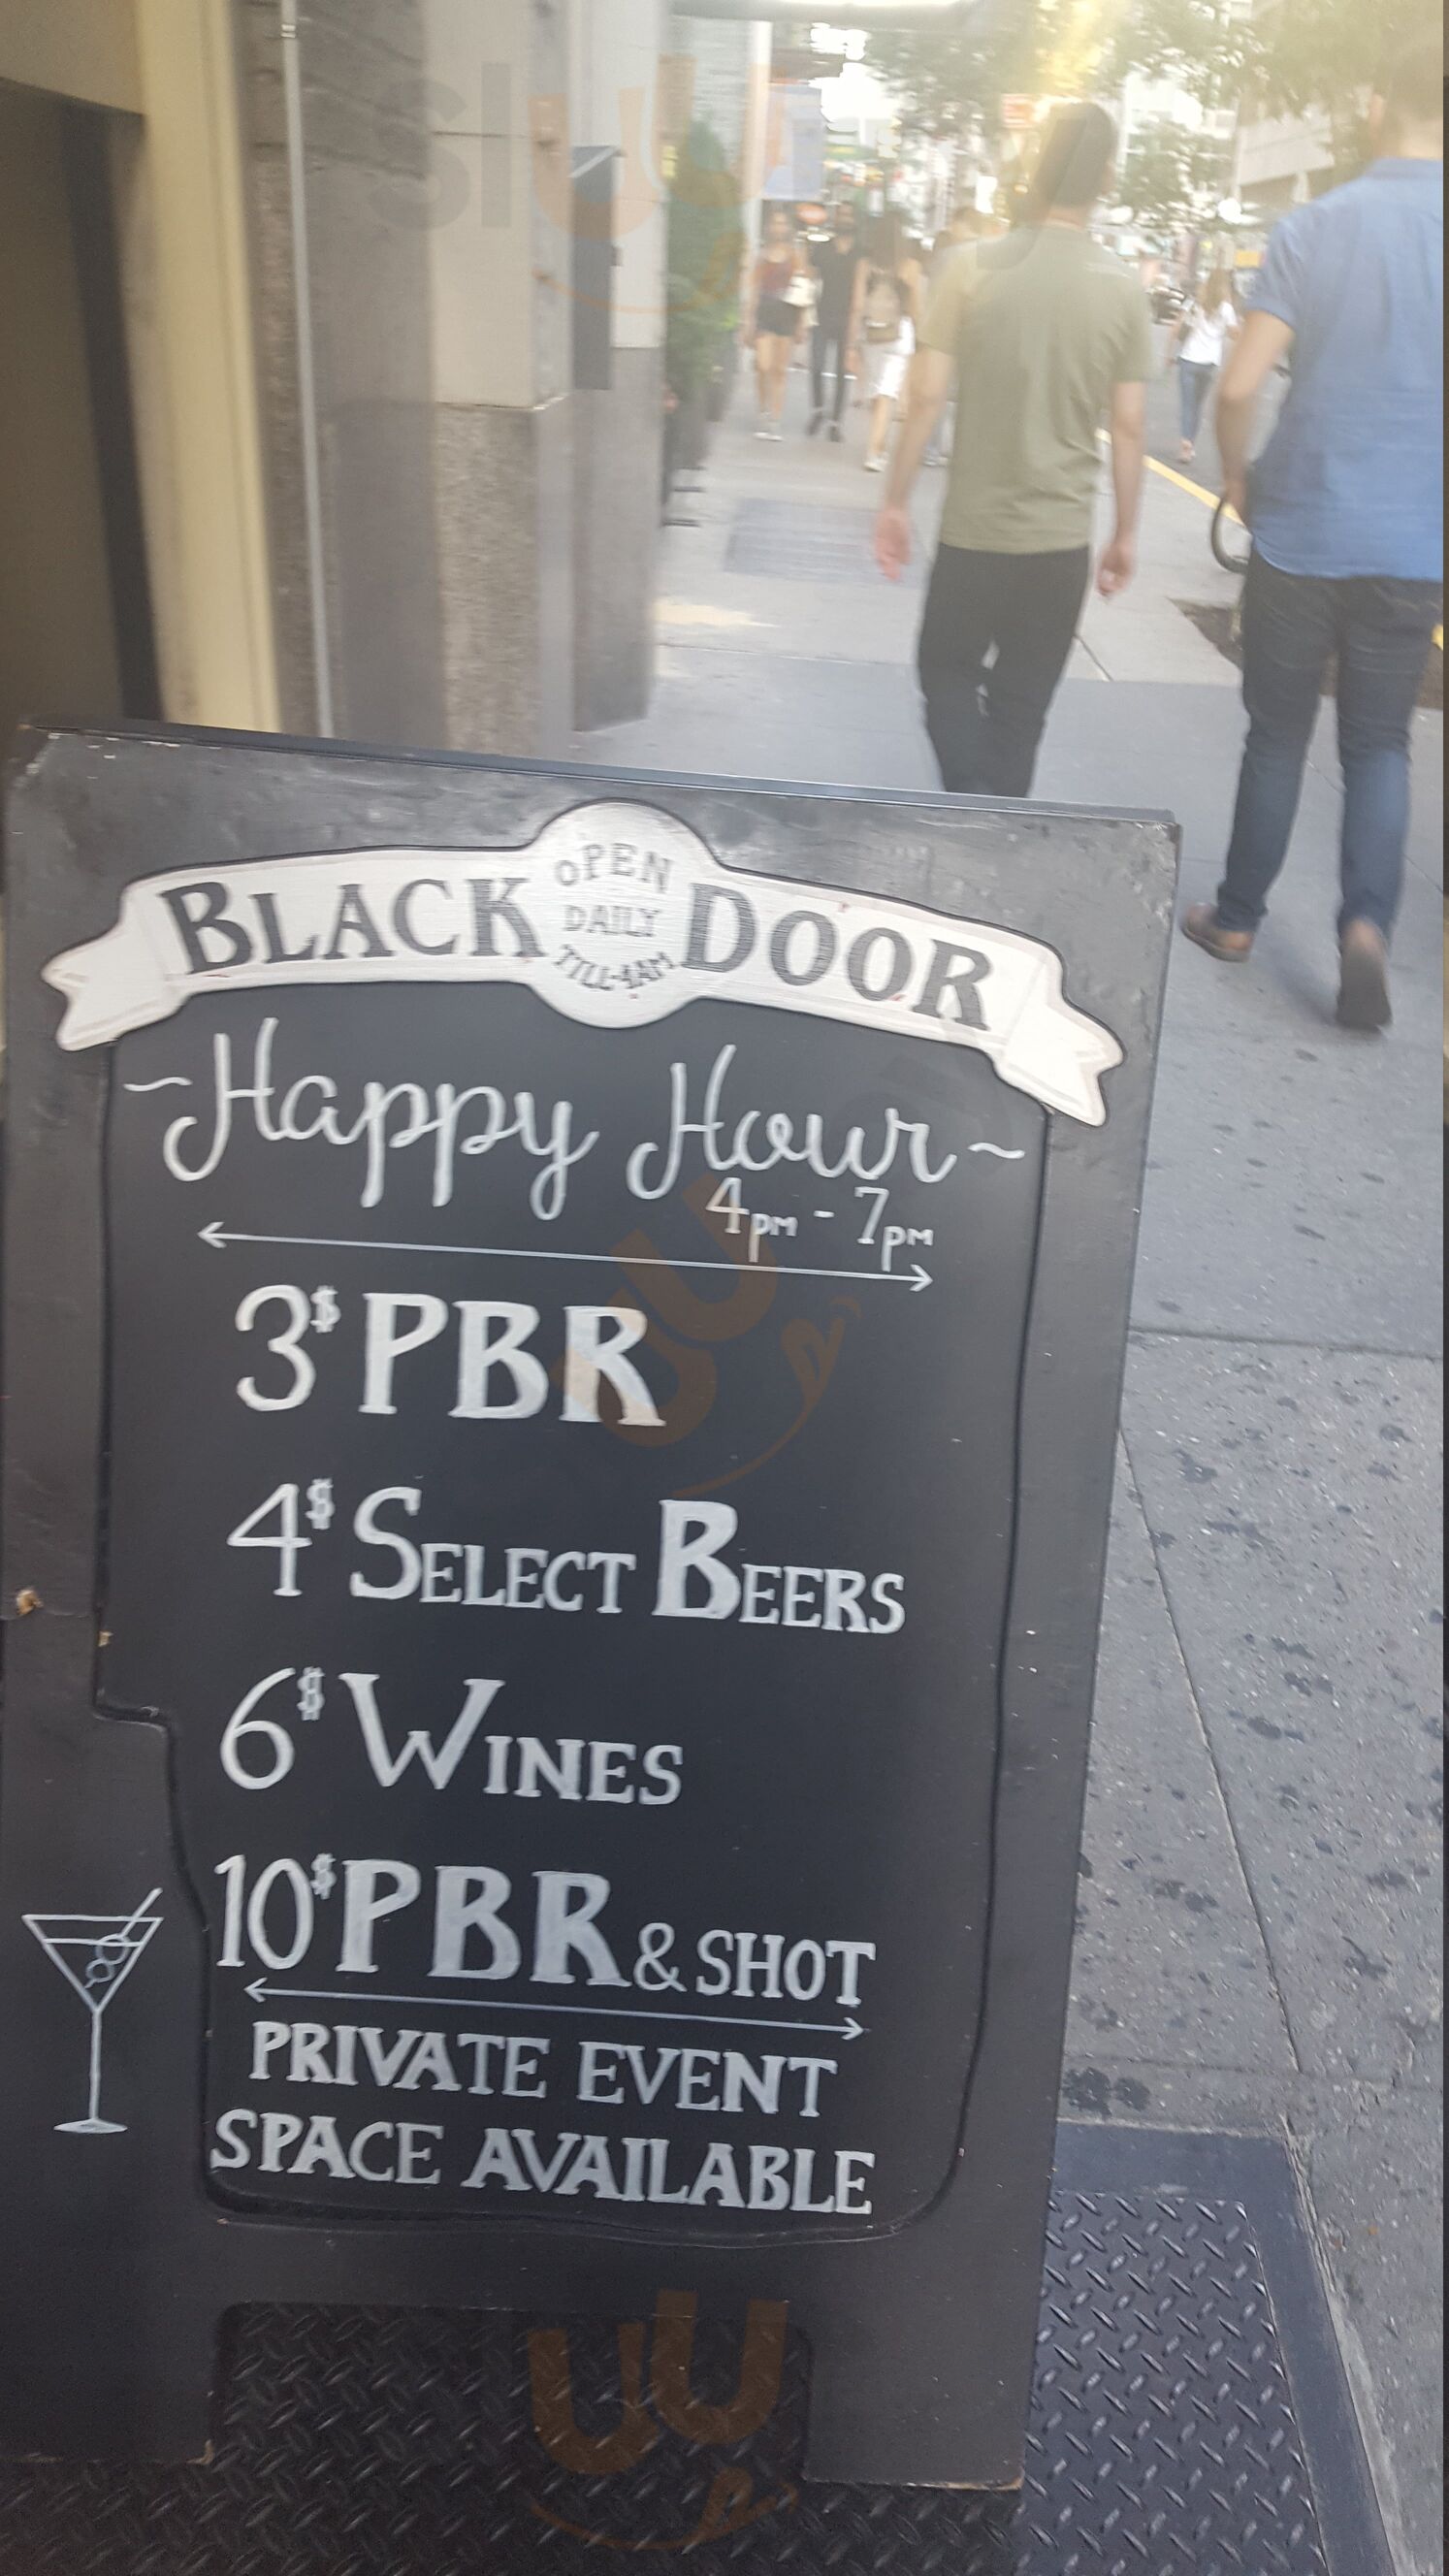 BLACK OPEN DAILY TILL 4AM DOOR
~Happy Hour~
4pm - 7pm
3$ PBR
4$ SELECT BEERS
6$ WINES
10$ PBR & SHOT
PRIVATE EVENT
SPACE AVAILABLE